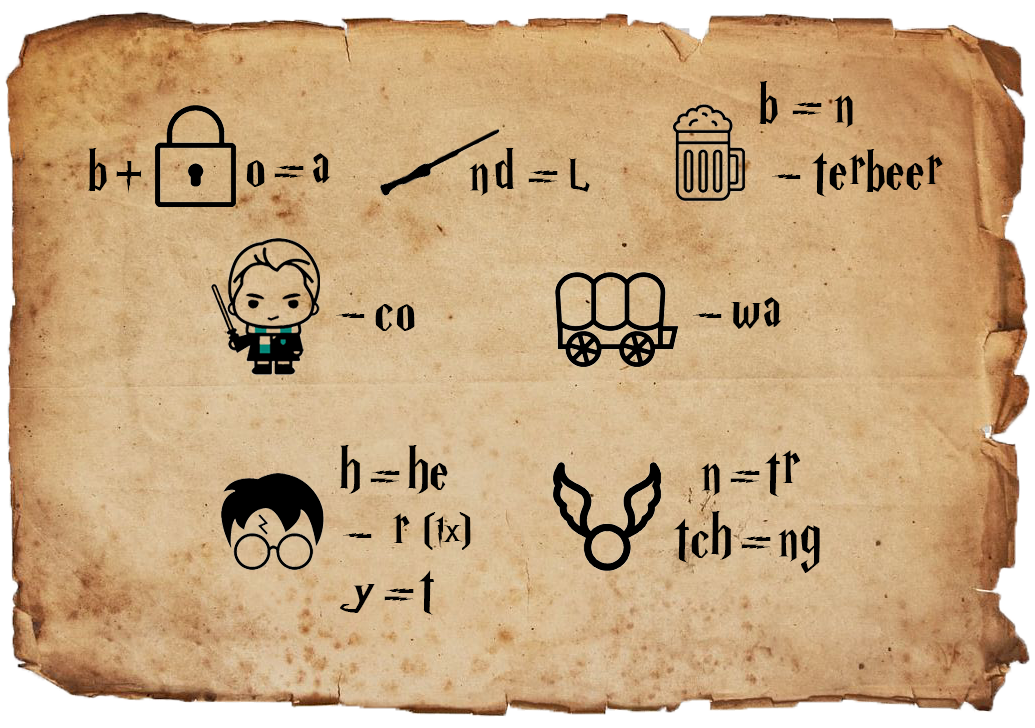 b = n
b + o = a nd = L - terbeer
- co - wa
h = he n = tr
- r (1x) tch = ng
y = t